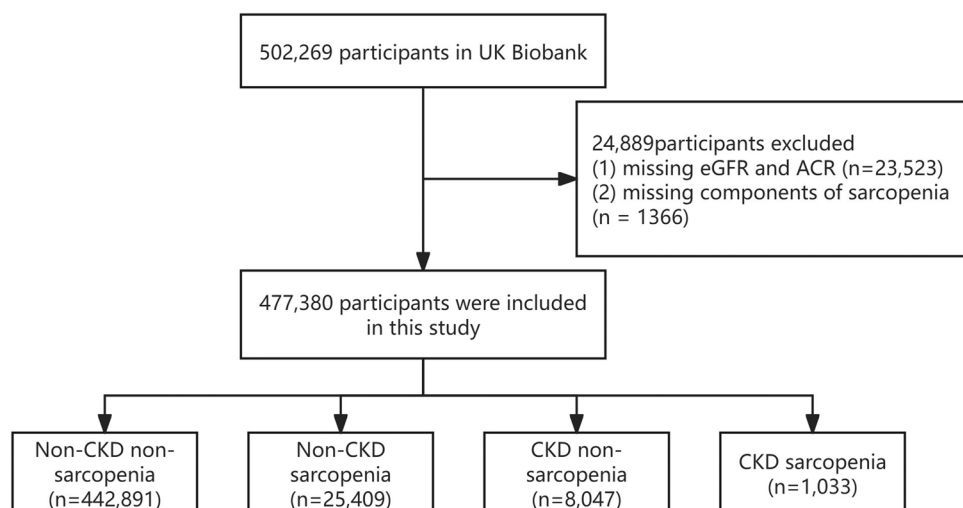 502,269 participants in UK Biobank
24,889participants excluded
(1) missing eGFR and ACR (n=23,523)
(2) missing components of sarcopenia
(n = 1366)
477,380 participants were included
in this study
Non-CKD non-
sarcopenia
(n=442,891)
Non-CKD
sarcopenia
(n=25,409)
CKD non-
sarcopenia
(n=8,047)
CKD sarcopenia
(n=1,033)